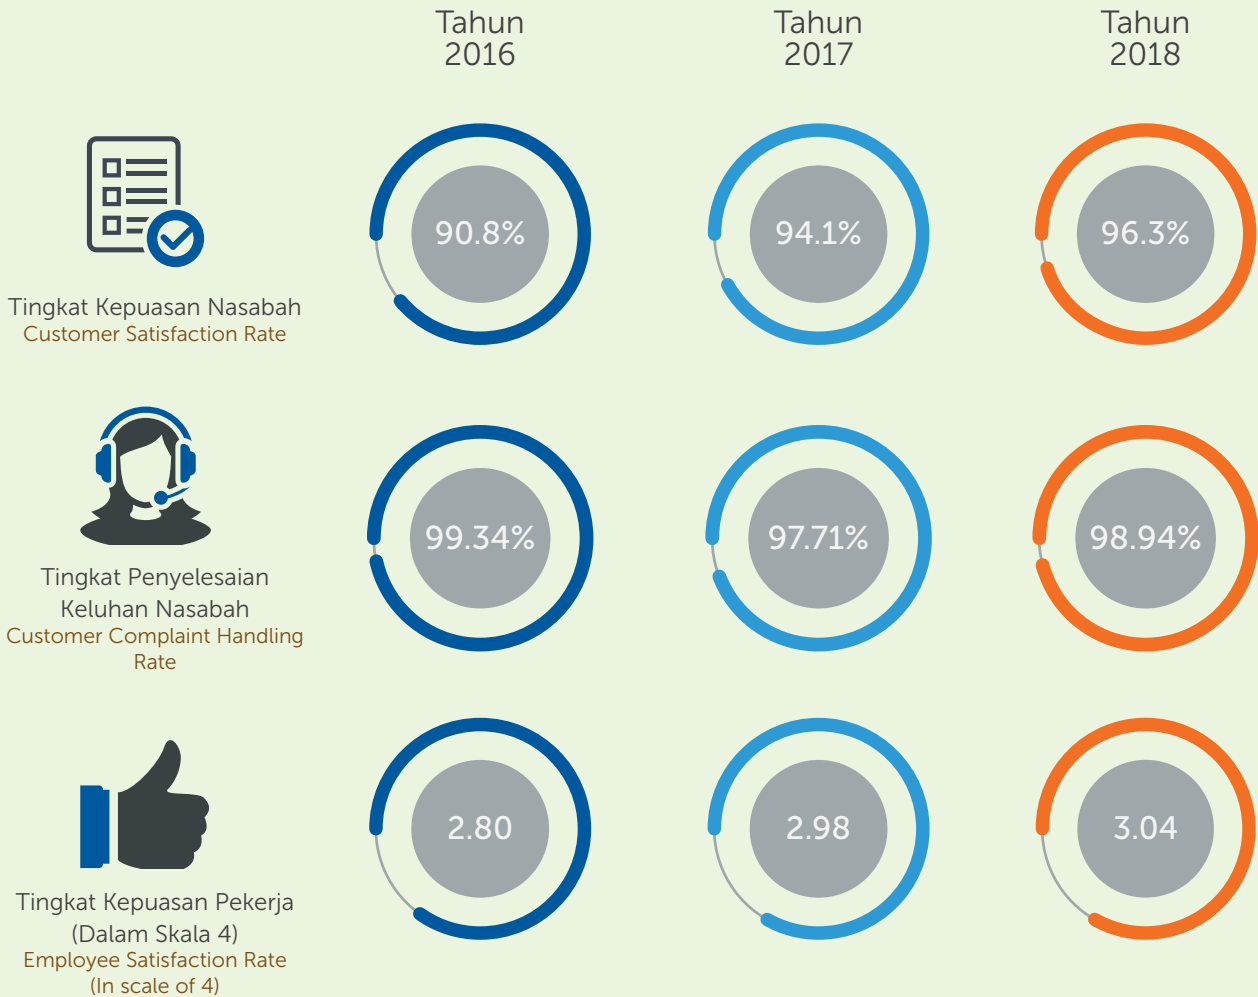 Tahun
2016
Tahun
2017
Tahun
2018
Tingkat Kepuasan Nasabah
Customer Satisfaction Rate
90.8%
94.1%
96.3%
Tingkat Penyelesaian
Keluhan Nasabah
Customer Complaint Handling
Rate
99.34%
97.71%
98.94%
Tingkat Kepuasan Pekerja
(Dalam Skala 4)
Employee Satisfaction Rate
(In scale of 4)
2.80
2.98
3.04